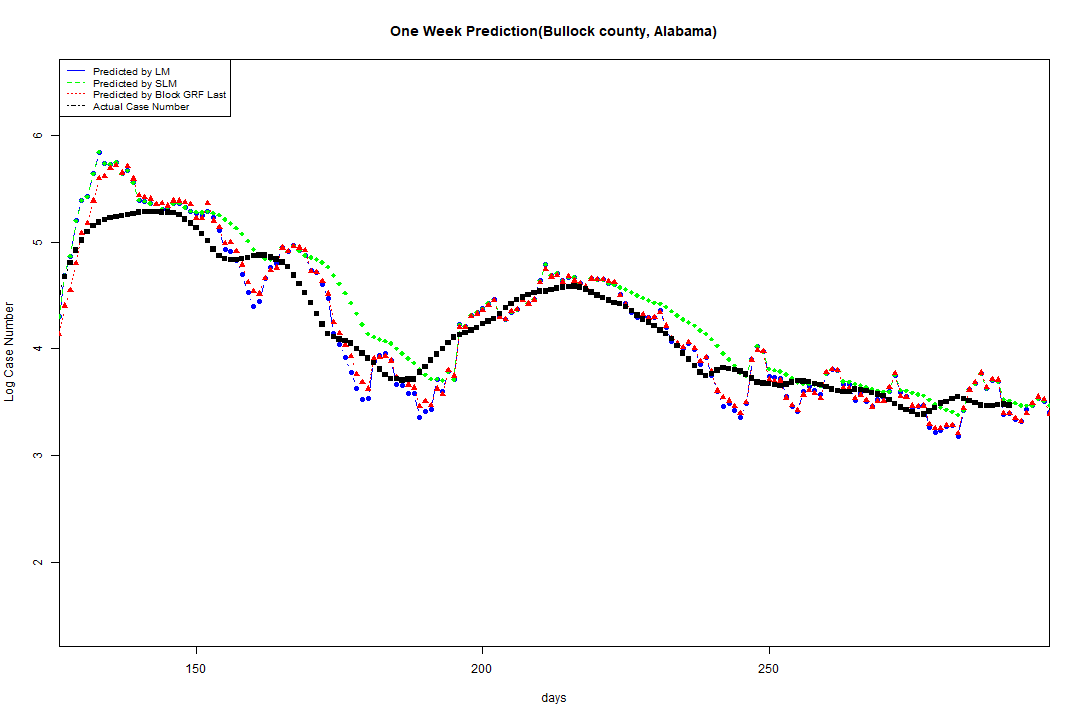 One Week Prediction(Bullock county, Alabama)
Predicted by LM
Predicted by SLM
Predicted by Block GRF Last
Actual Case Number
6
5
4
3
2
Log Case Number
150 200 250
days